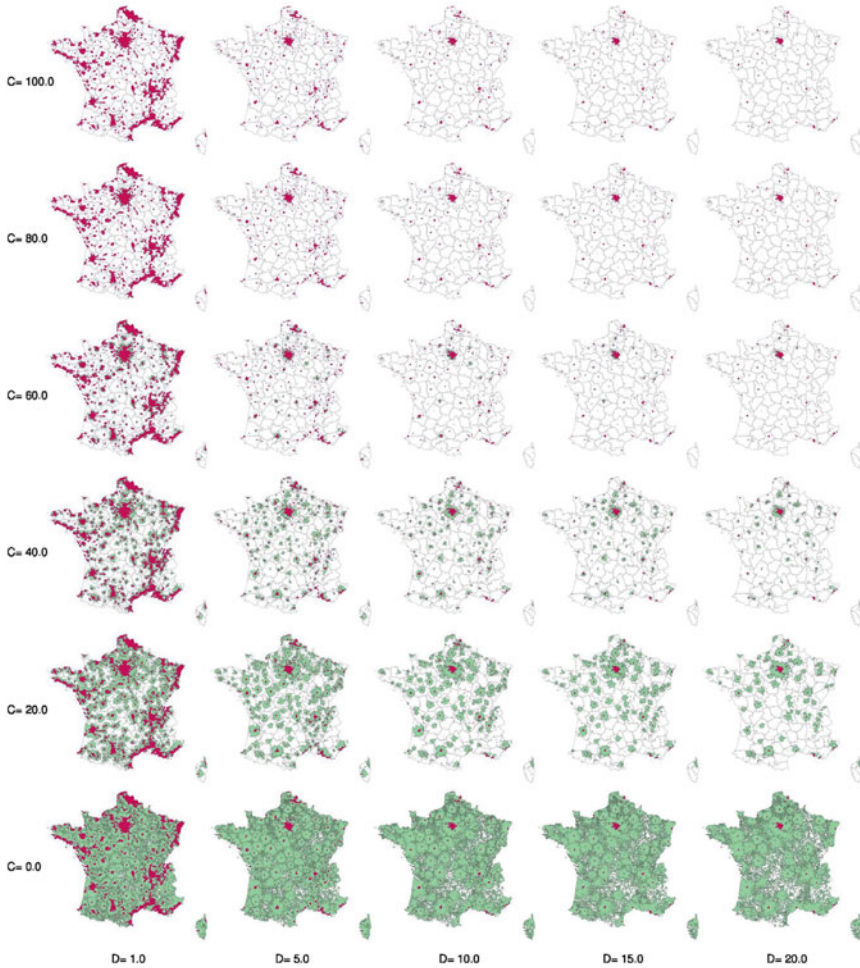 C= 100.0
C= 80.0
C= 60.0
C= 40.0
C= 20.0
C= 0.0
D= 1.0 D= 5.0 D= 10.0 D= 15.0 D= 20.0